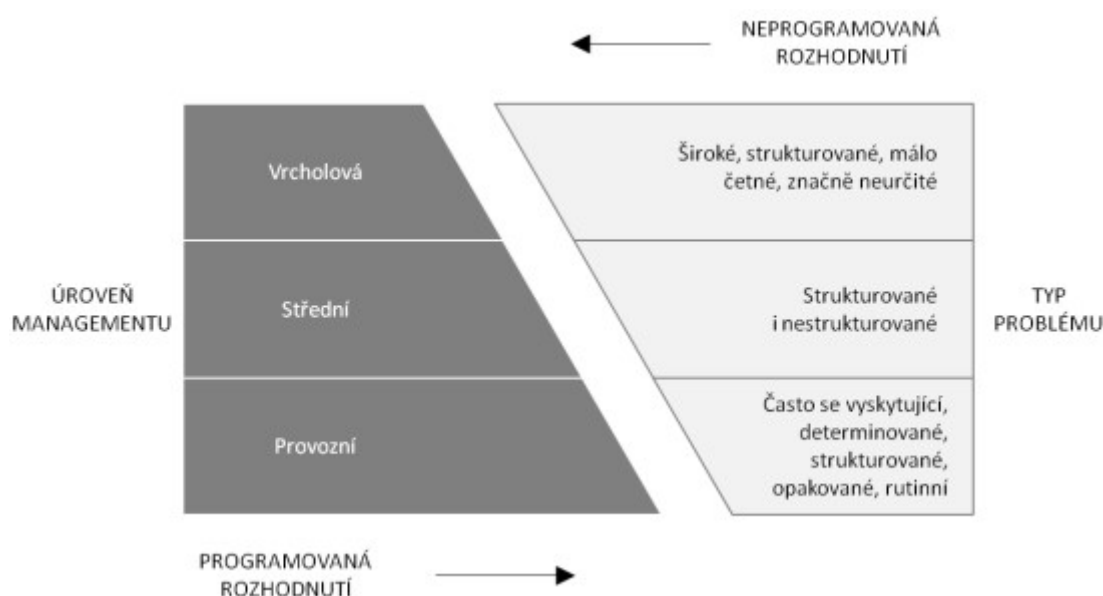 NEPROGRAMOVANÁ
ROZHODNUTÍ
Vrcholová
Široké, strukturované, málo
četné, značně neurčité
ÚROVEŇ
MANAGEMENTU
Střední
Strukturované
i nestrukturované
TYP
PROBLÉMU
Provozní
Často se vyskytující,
determinované,
strukturované,
opakované, rutinní
PROGRAMOVANÁ
ROZHODNUTÍ